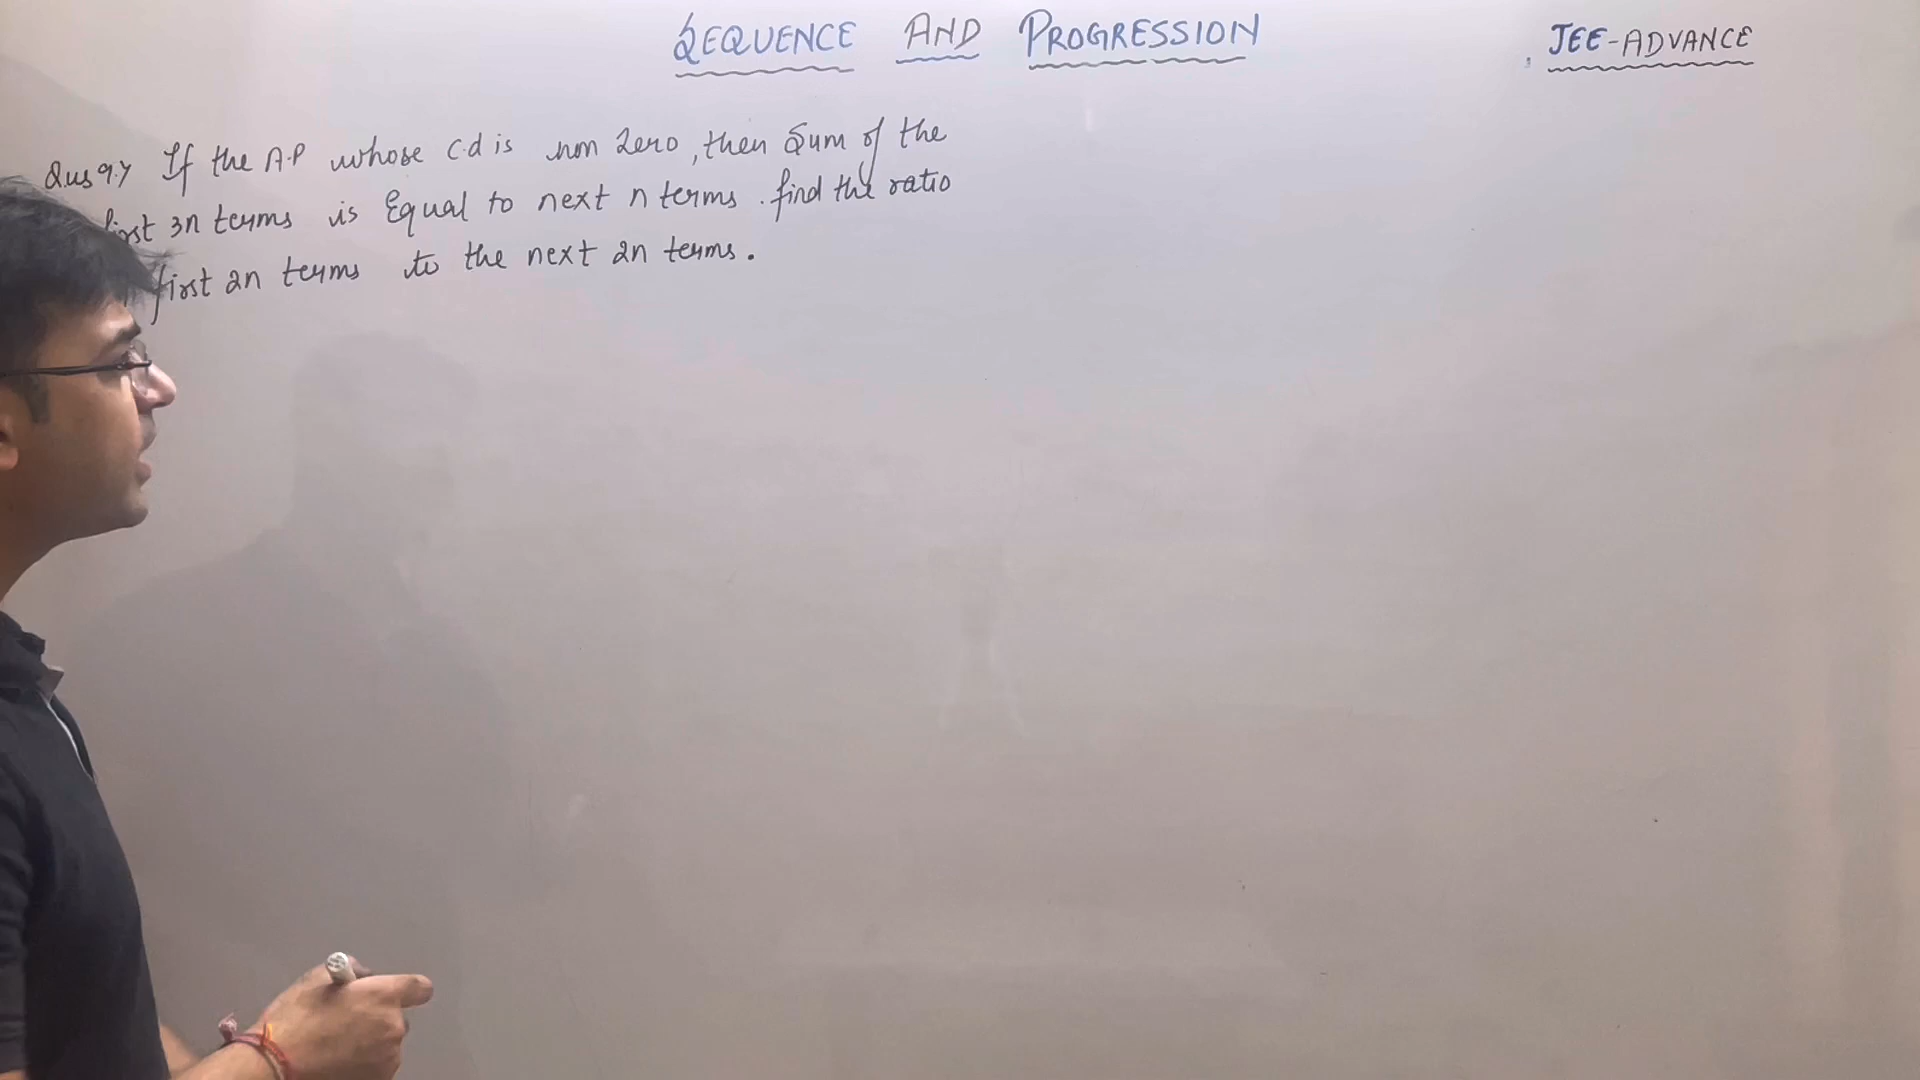 SEQUENCE AND PROGRESSION
JEE-ADVANCE
Qus 9.> If the A.P whose c.d is non Zero, then Sum of the
first 3n terms is Equal to next n terms. find the ratio
first 2n terms to the next 2n terms.